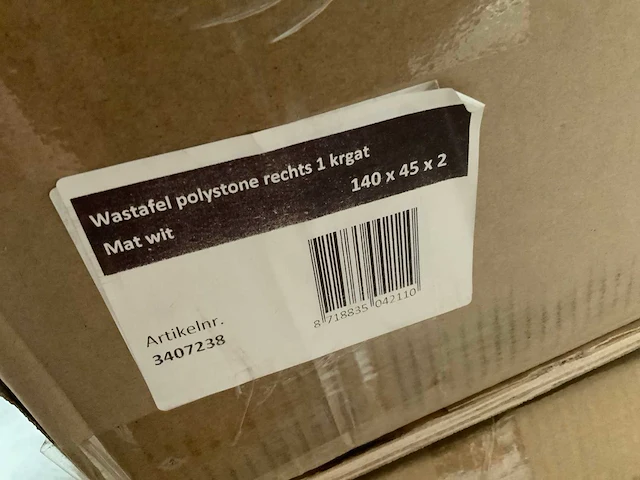 Wastafel polystone rechts 1 krgat
140 x 45 x 2
Mat wit
8 718835 042110
Artikelnr.
3407238